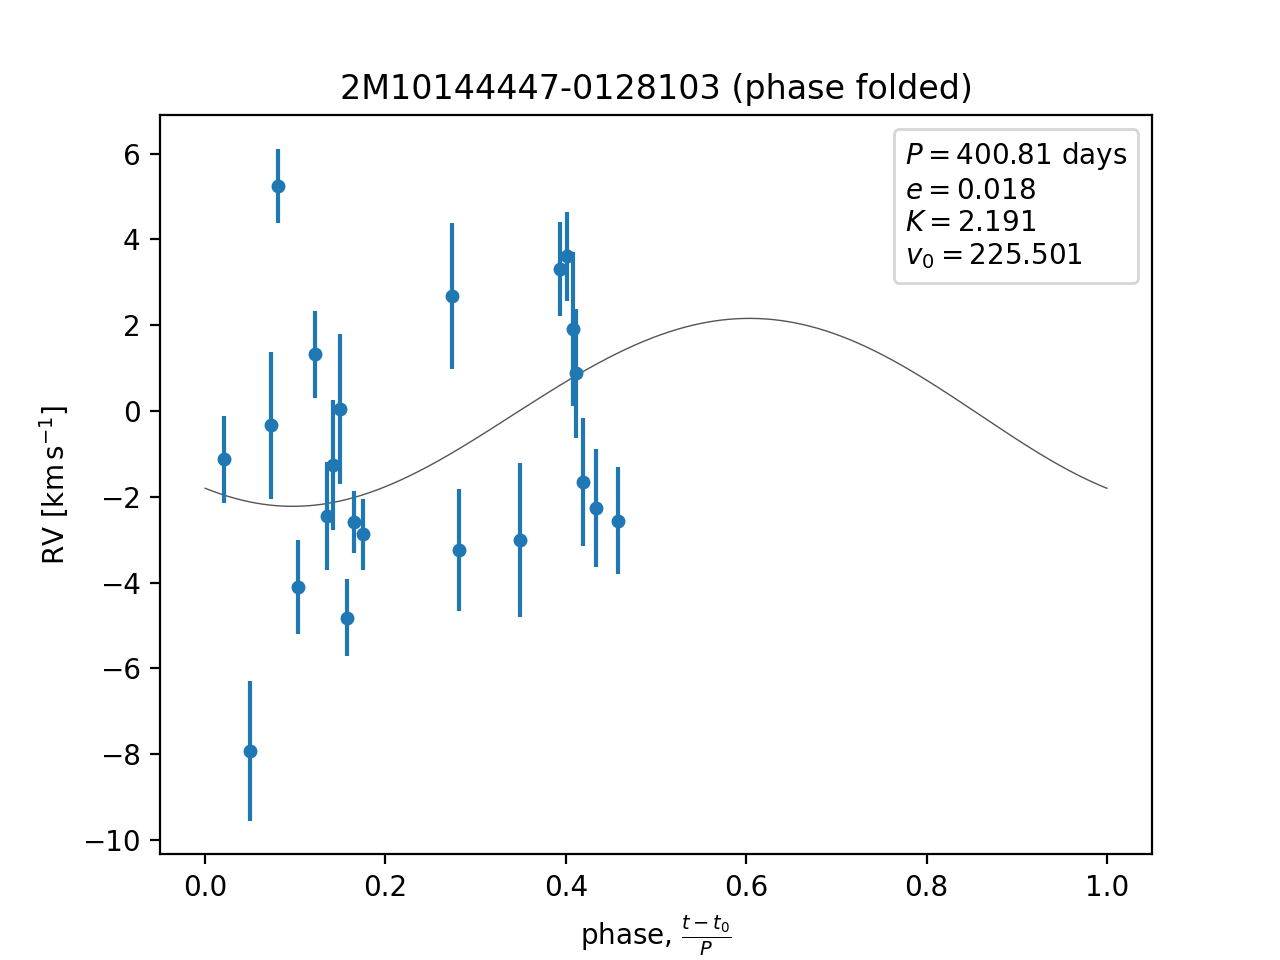 2M10144447-0128103 (phase folded)
P = 400.81 days
e = 0.018
K = 2.191
v₀ = 225.501
6
4
2
0
−2
−4
−6
−8
−10
RV [km s⁻¹]
0.0 0.2 0.4 0.6 0.8 1.0
phase, (t − t₀)/P